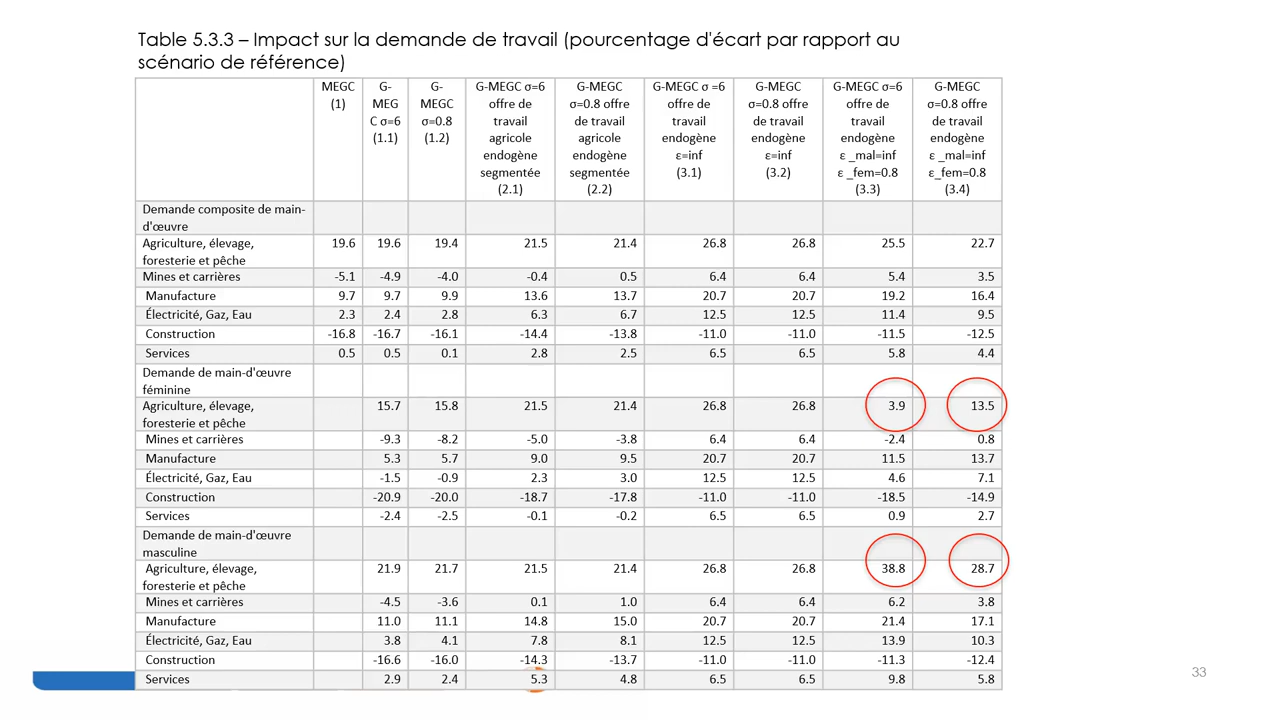 Table 5.3.3 – Impact sur la demande de travail (pourcentage d'écart par rapport au
scénario de référence)
MEGC (1) G-MEGC σ=6 (1.1) G-MEGC σ=0.8 (1.2) G-MEGC σ=6 offre de travail agricole endogène segmentée (2.1) G-MEGC σ=0.8 offre de travail agricole endogène segmentée (2.2) G-MEGC σ =6 offre de travail endogène ε=inf (3.1) G-MEGC σ=0.8 offre de travail endogène ε=inf (3.2) G-MEGC σ=6 offre de travail endogène ε _mal=inf ε _fem=0.8 (3.3) G-MEGC σ=0.8 offre de travail endogène ε _mal=inf ε_fem=0.8 (3.4)
Demande composite de main-
d'œuvre
Agriculture, élevage,
foresterie et pêche 19.6 19.6 19.4 21.5 21.4 26.8 26.8 25.5 22.7
Mines et carrières -5.1 -4.9 -4.0 -0.4 0.5 6.4 6.4 5.4 3.5
Manufacture 9.7 9.7 9.9 13.6 13.7 20.7 20.7 19.2 16.4
Électricité, Gaz, Eau 2.3 2.4 2.8 6.3 6.7 12.5 12.5 11.4 9.5
Construction -16.8 -16.7 -16.1 -14.4 -13.8 -11.0 -11.0 -11.5 -12.5
Services 0.5 0.5 0.1 2.8 2.5 6.5 6.5 5.8 4.4
Demande de main-d'œuvre
féminine
Agriculture, élevage,
foresterie et pêche 15.7 15.8 21.5 21.4 26.8 26.8 3.9 13.5
Mines et carrières -9.3 -8.2 -5.0 -3.8 6.4 6.4 -2.4 0.8
Manufacture 5.3 5.7 9.0 9.5 20.7 20.7 11.5 13.7
Électricité, Gaz, Eau -1.5 -0.9 2.3 3.0 12.5 12.5 4.6 7.1
Construction -20.9 -20.0 -18.7 -17.8 -11.0 -11.0 -18.5 -14.9
Services -2.4 -2.5 -0.1 -0.2 6.5 6.5 0.9 2.7
Demande de main-d'œuvre
masculine
Agriculture, élevage,
foresterie et pêche 21.9 21.7 21.5 21.4 26.8 26.8 38.8 28.7
Mines et carrières -4.5 -3.6 0.1 1.0 6.4 6.4 6.2 3.8
Manufacture 11.0 11.1 14.8 15.0 20.7 20.7 21.4 17.1
Électricité, Gaz, Eau 3.8 4.1 7.8 8.1 12.5 12.5 13.9 10.3
Construction -16.6 -16.0 -14.3 -13.7 -11.0 -11.0 -11.3 -12.4
Services 2.9 2.4 5.3 4.8 6.5 6.5 9.8 5.8
33